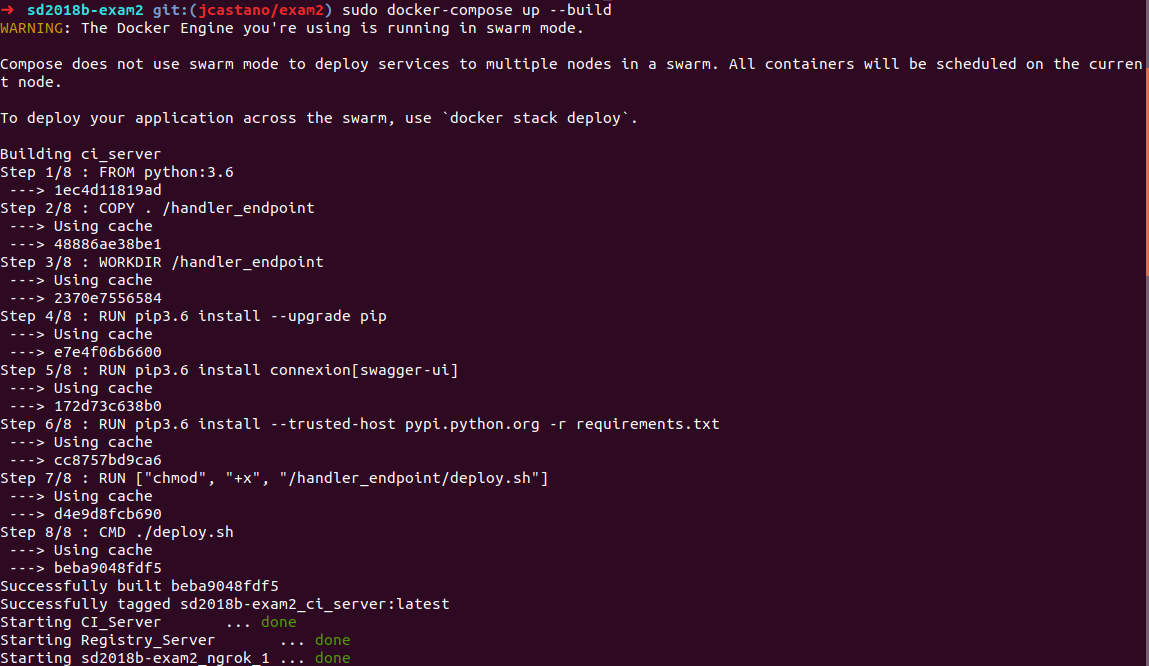 ➜ sd2018b-exam2 git:(jcastano/exam2) sudo docker-compose up --build
WARNING: The Docker Engine you're using is running in swarm mode.
Compose does not use swarm mode to deploy services to multiple nodes in a swarm. All containers will be scheduled on the curren
t node.
To deploy your application across the swarm, use `docker stack deploy`.
Building ci_server
Step 1/8 : FROM python:3.6
 ---> 1ec4d11819ad
Step 2/8 : COPY . /handler_endpoint
 ---> Using cache
 ---> 48886ae38be1
Step 3/8 : WORKDIR /handler_endpoint
 ---> Using cache
 ---> 2370e7556584
Step 4/8 : RUN pip3.6 install --upgrade pip
 ---> Using cache
 ---> e7e4f06b6600
Step 5/8 : RUN pip3.6 install connexion[swagger-ui]
 ---> Using cache
 ---> 172d73c638b0
Step 6/8 : RUN pip3.6 install --trusted-host pypi.python.org -r requirements.txt
 ---> Using cache
 ---> cc8757bd9ca6
Step 7/8 : RUN ["chmod", "+x", "/handler_endpoint/deploy.sh"]
 ---> Using cache
 ---> d4e9d8fcb690
Step 8/8 : CMD ./deploy.sh
 ---> Using cache
 ---> beba9048fdf5
Successfully built beba9048fdf5
Successfully tagged sd2018b-exam2_ci_server:latest
Starting CI_Server       ... done
Starting Registry_Server       ... done
Starting sd2018b-exam2_ngrok_1 ... done